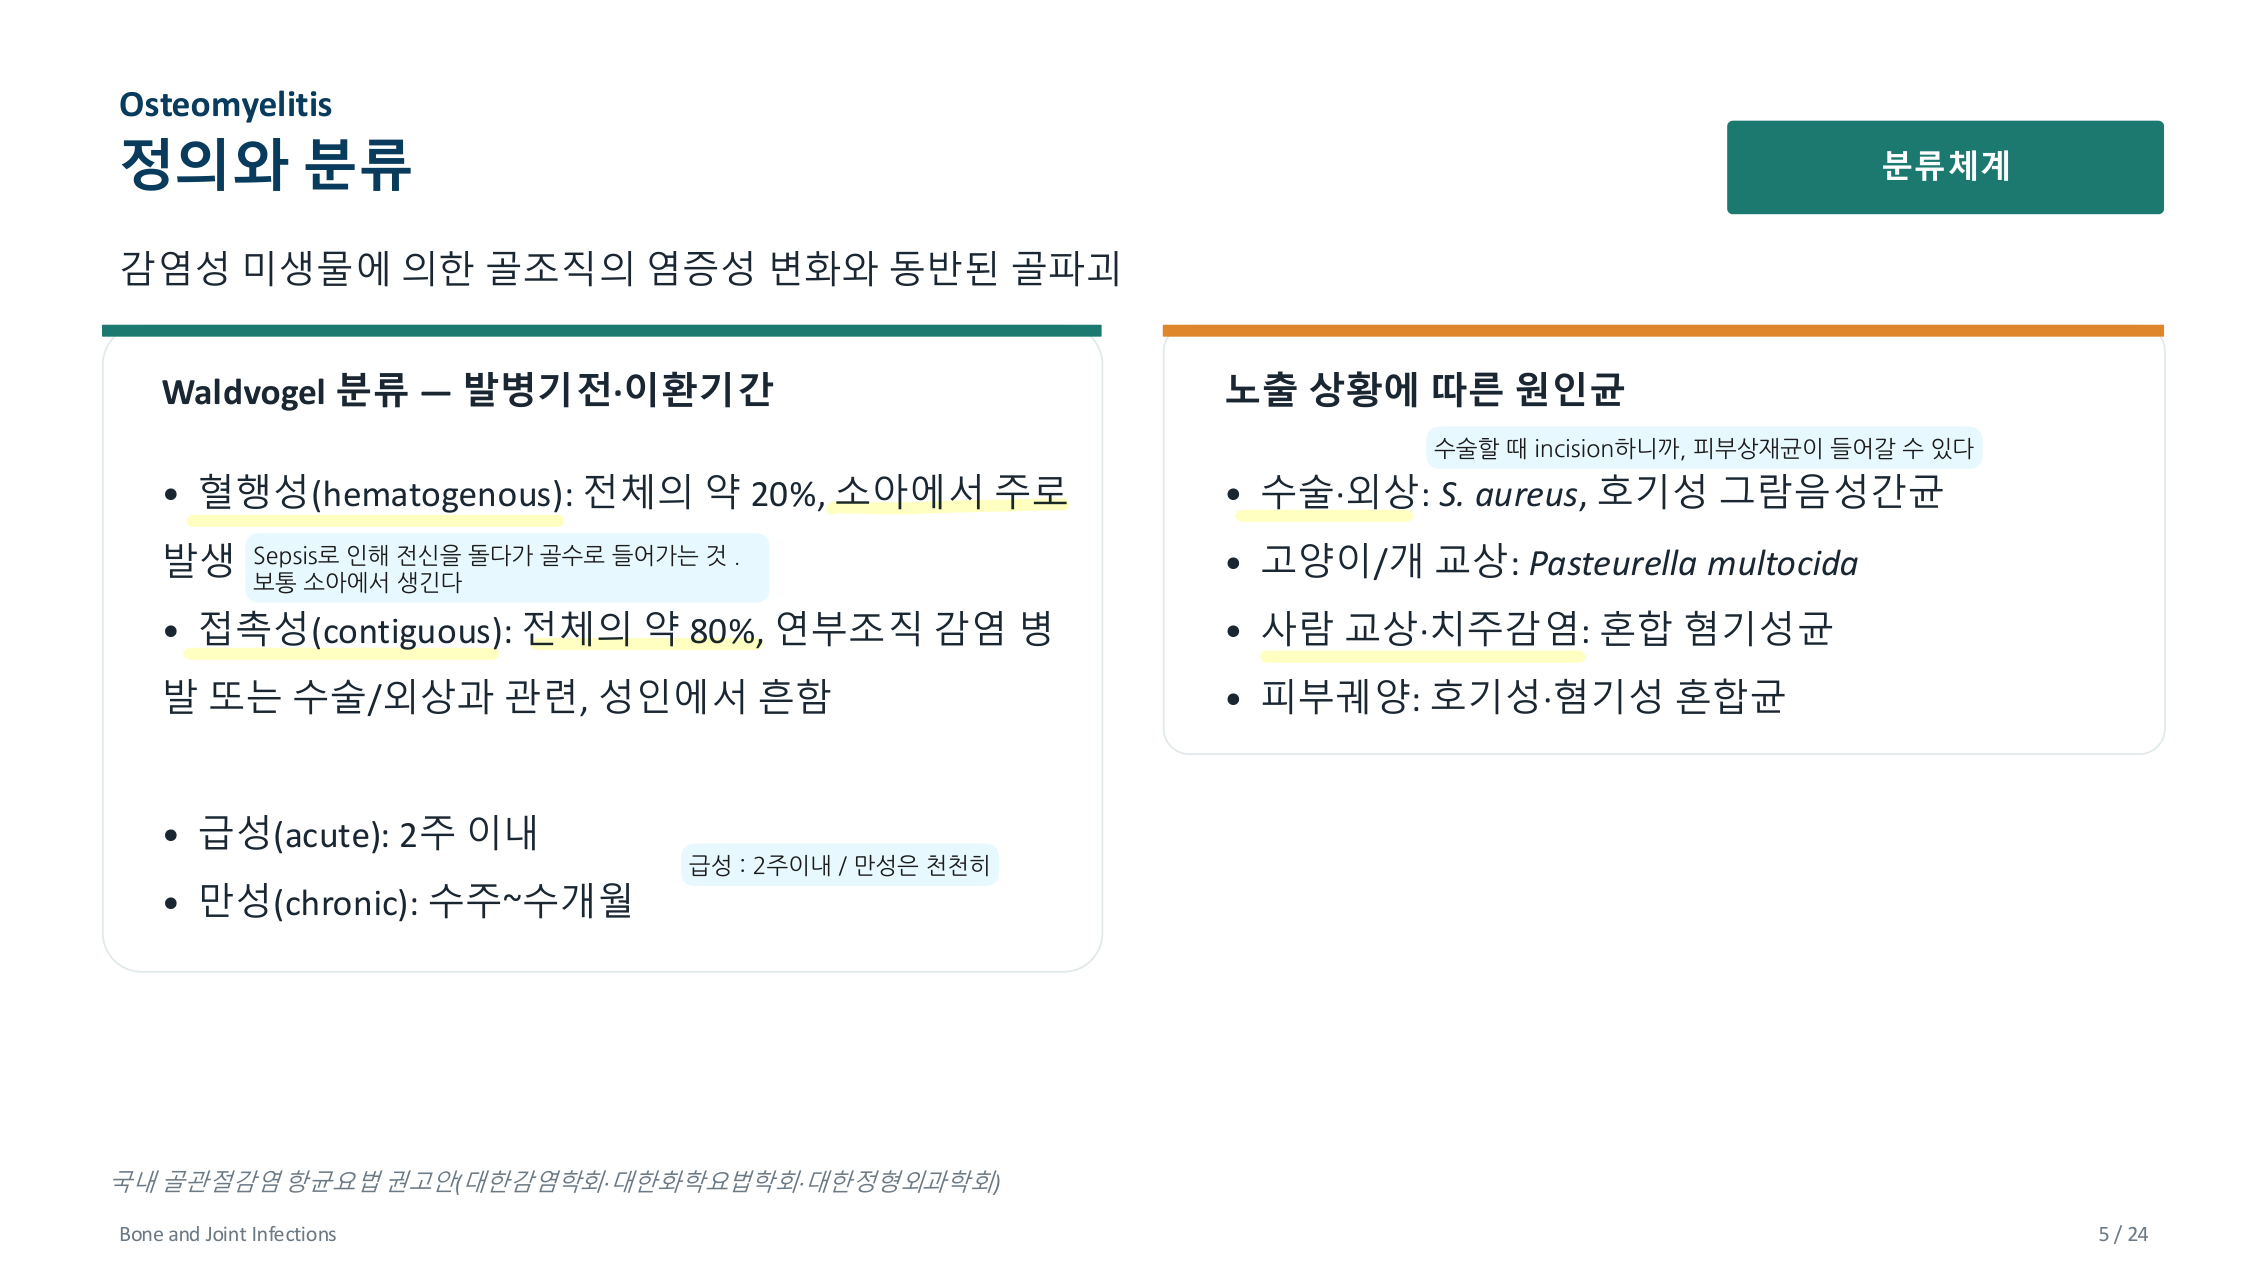 Osteomyelitis
정의와 분류
분류체계
감염성 미생물에 의한 골조직의 염증성 변화와 동반된 골파괴
Waldvogel 분류 — 발병기전·이환기간
• 혈행성(hematogenous): 전체의 약 20%, 소아에서 주로
발생
Sepsis로 인해 전신을 돌다가 골수로 들어가는 것 .
보통 소아에서 생긴다
• 접촉성(contiguous): 전체의 약 80%, 연부조직 감염 병
발 또는 수술/외상과 관련, 성인에서 흔함
• 급성(acute): 2주 이내
급성 : 2주이내 / 만성은 천천히
• 만성(chronic): 수주~수개월
노출 상황에 따른 원인균
수술할 때 incision하니까, 피부상재균이 들어갈 수 있다
• 수술·외상: S. aureus, 호기성 그람음성간균
• 고양이/개 교상: Pasteurella multocida
• 사람 교상·치주감염: 혼합 혐기성균
• 피부궤양: 호기성·혐기성 혼합균
국내 골관절감염 항균요법 권고안(대한감염학회·대한화학요법학회·대한정형외과학회)
Bone and Joint Infections
5 / 24